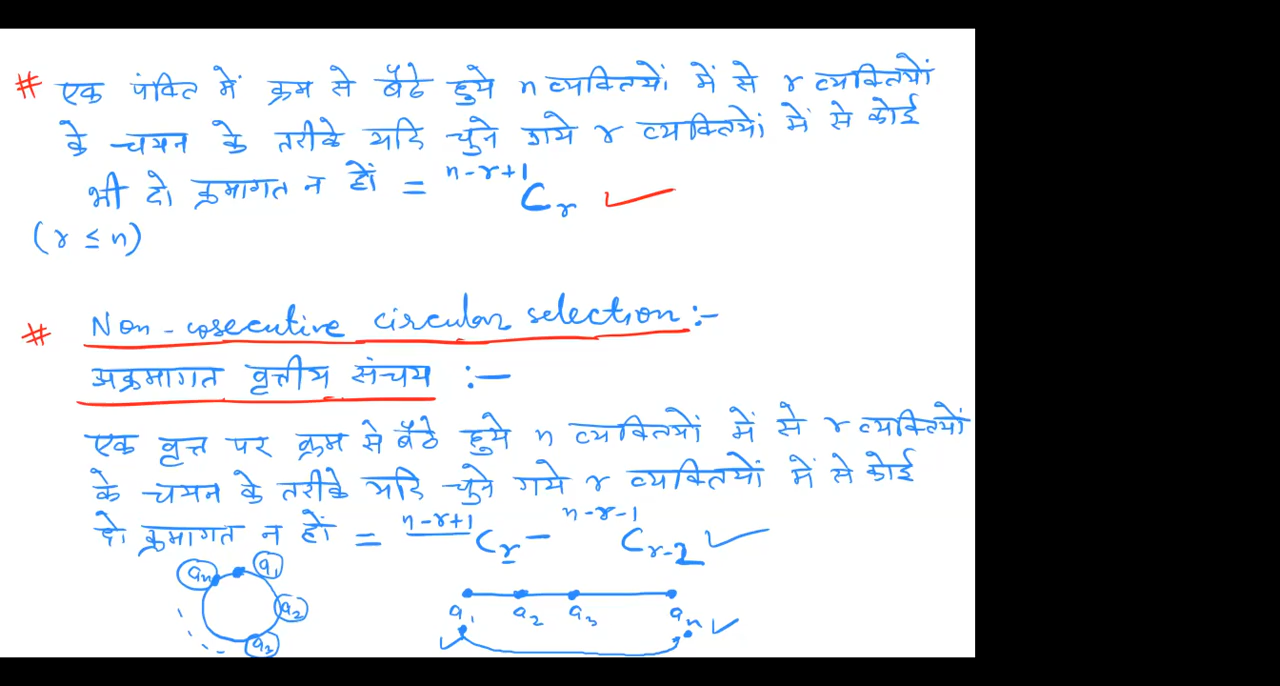 # एक पंक्ति में क्रम से बैठे हुये n व्यक्तियों में से r व्यक्तियों
के चयन के तरीके यदि चुने गये r व्यक्तियों में से कोई
भी दो क्रमागत न हों = ⁿ⁻ʳ⁺¹Cᵣ ✓
(r ≤ n)
# Non-cosecutive circular selection :-
अक्रमागत वृत्तीय संचय :-
एक वृत्त पर क्रम से बैठे हुये n व्यक्तियों में से r व्यक्तियों
के चयन के तरीके यदि चुने गये r व्यक्तियों में से कोई
दो क्रमागत न हों = ⁿ⁻ʳ⁺¹Cᵣ - ⁿ⁻ʳ⁻¹Cᵣ₋₂ ✓
aₙ a₁ a₂ a₃
a₁ a₂ a₃ aₙ